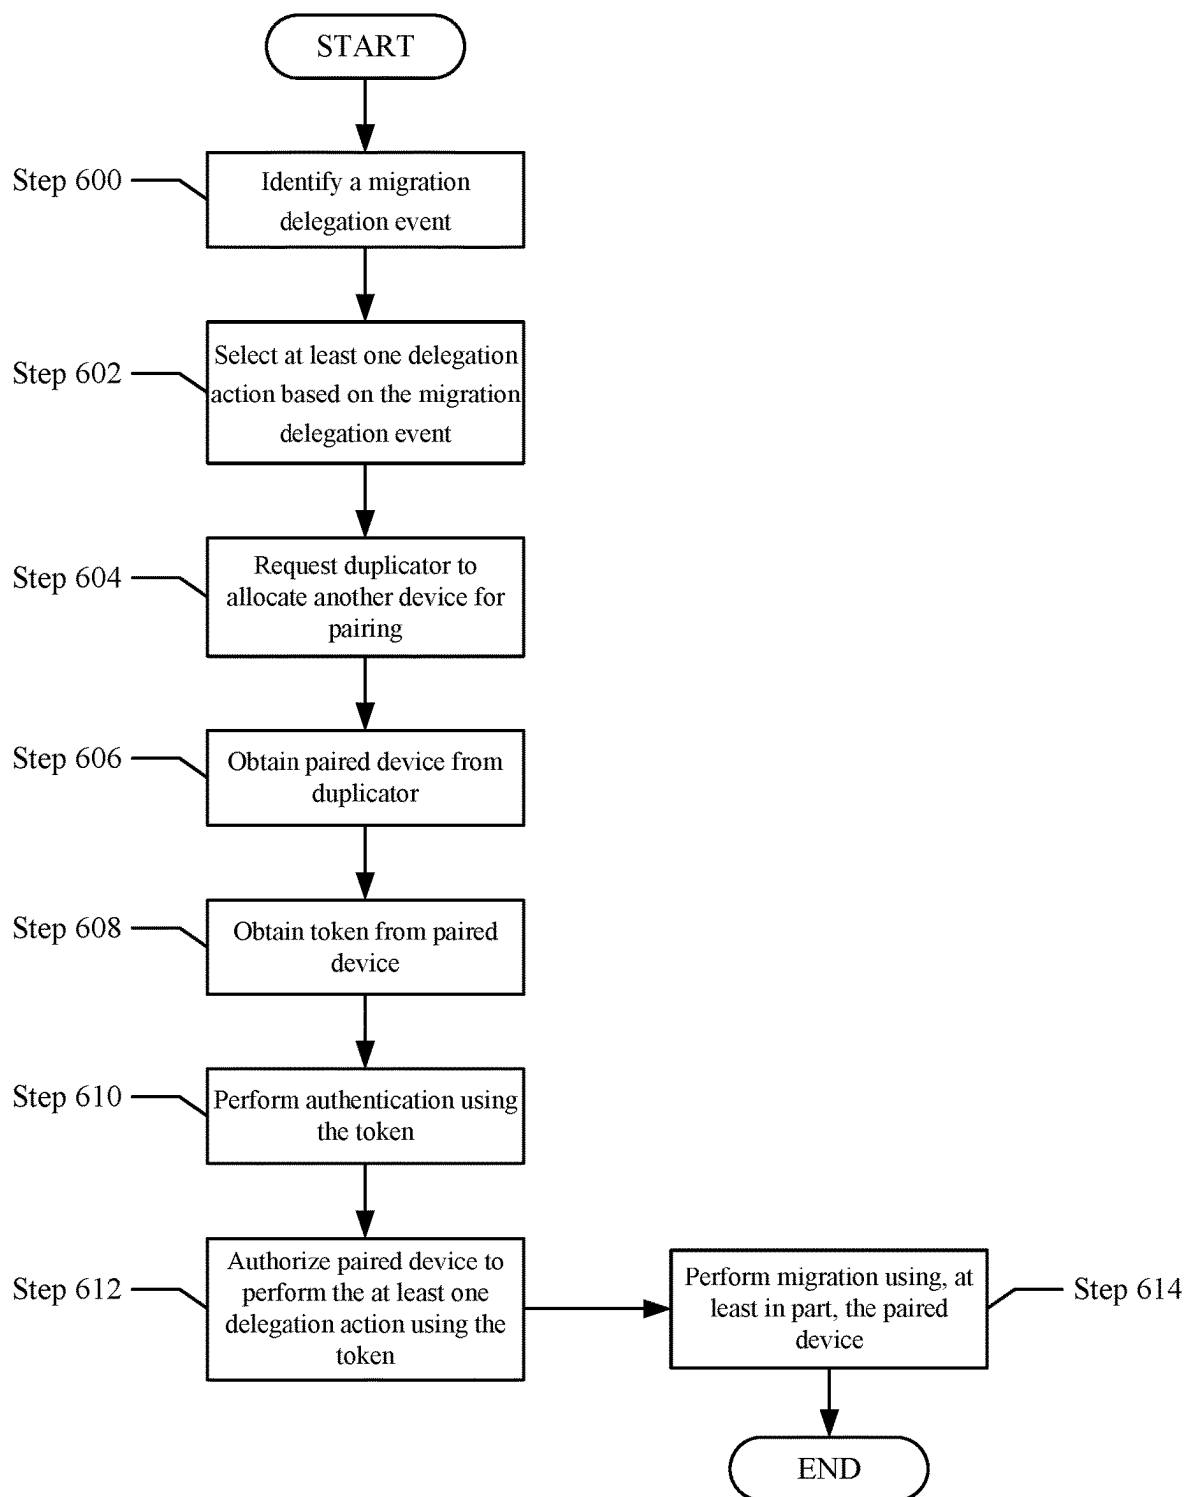 START
Step 600
Identify a migration
delegation event
Step 602
Select at least one delegation
action based on the migration
delegation event
Step 604
Request duplicator to
allocate another device for
pairing
Step 606
Obtain paired device from
duplicator
Step 608
Obtain token from paired
device
Step 610
Perform authentication using
the token
Step 612
Authorize paired device to
perform the at least one
delegation action using the
token
Perform migration using, at
least in part, the paired
device
Step 614
END